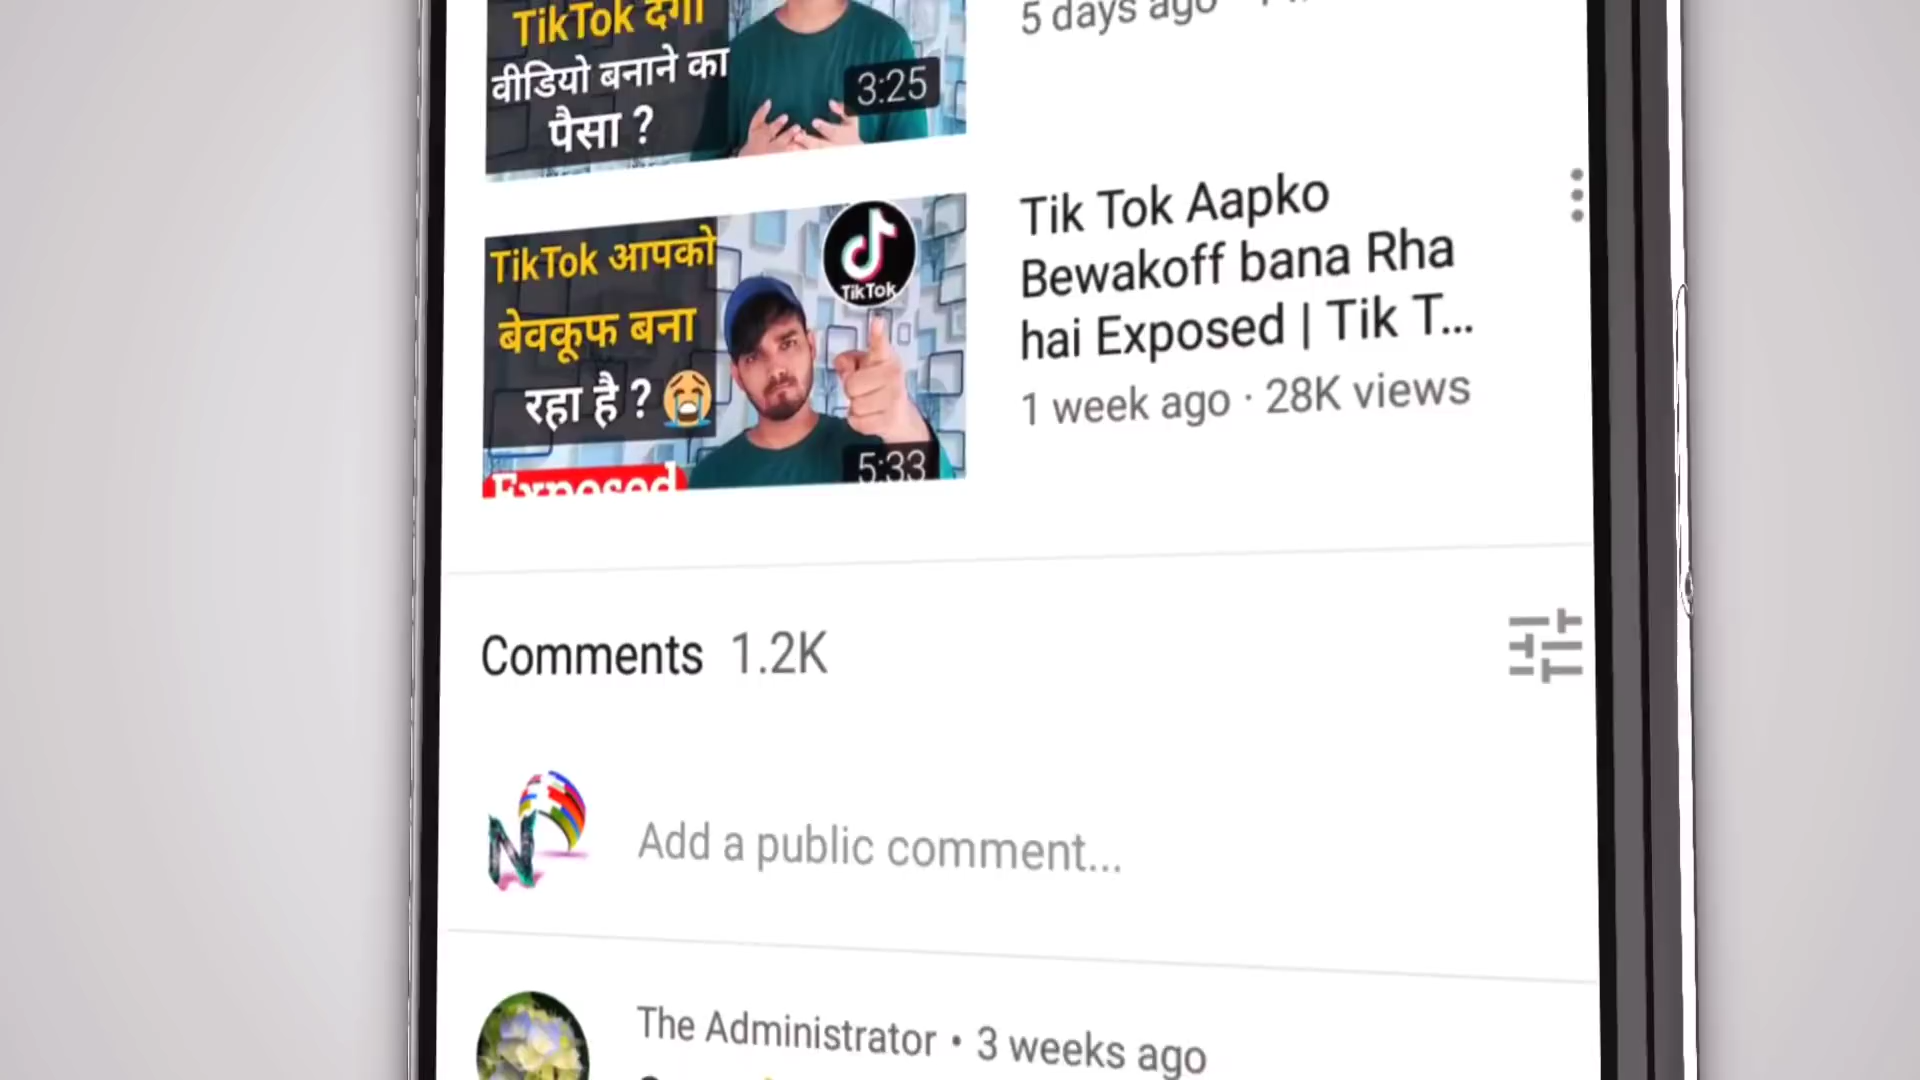 TikTok देगा
वीडियो बनाने का
पैसा ?
3:25
5 days ago
TikTok आपको
बेवकूफ बना
रहा है ? 😭
Exposed
TikTok
5:33
Tik Tok Aapko
Bewakoff bana Rha
hai Exposed | Tik T...
1 week ago · 28K views
Comments 1.2K
Add a public comment...
The Administrator • 3 weeks ago